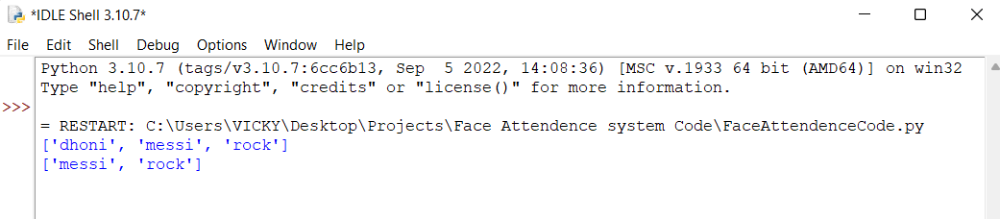 *IDLE Shell 3.10.7*
File Edit Shell Debug Options Window Help
Python 3.10.7 (tags/v3.10.7:6cc6b13, Sep  5 2022, 14:08:36) [MSC v.1933 64 bit (AMD64)] on win32
Type "help", "copyright", "credits" or "license()" for more information.
>>>
= RESTART: C:\Users\VICKY\Desktop\Projects\Face Attendence system Code\FaceAttendenceCode.py
['dhoni', 'messi', 'rock']
['messi', 'rock']